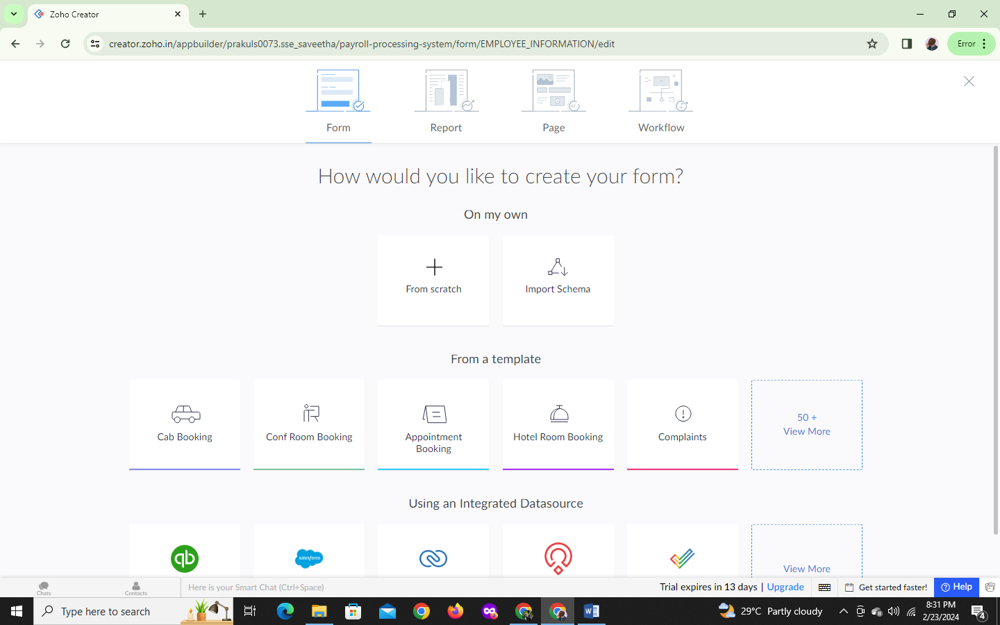 Zoho Creator
creator.zoho.in/appbuilder/prakuls0073.sse_saveetha/payroll-processing-system/form/EMPLOYEE_INFORMATION/edit
Error
Form Report Page Workflow
How would you like to create your form?
On my own
From scratch Import Schema
From a template
Cab Booking Conf Room Booking Appointment Booking Hotel Room Booking Complaints 50 + View More
Using an Integrated Datasource
qb salesforce View More
Chats Contacts Here is your Smart Chat (Ctrl+Space) Trial expires in 13 days | Upgrade Get started faster! Help
Type here to search 29°C Partly cloudy 8:31 PM
2/23/2024 4